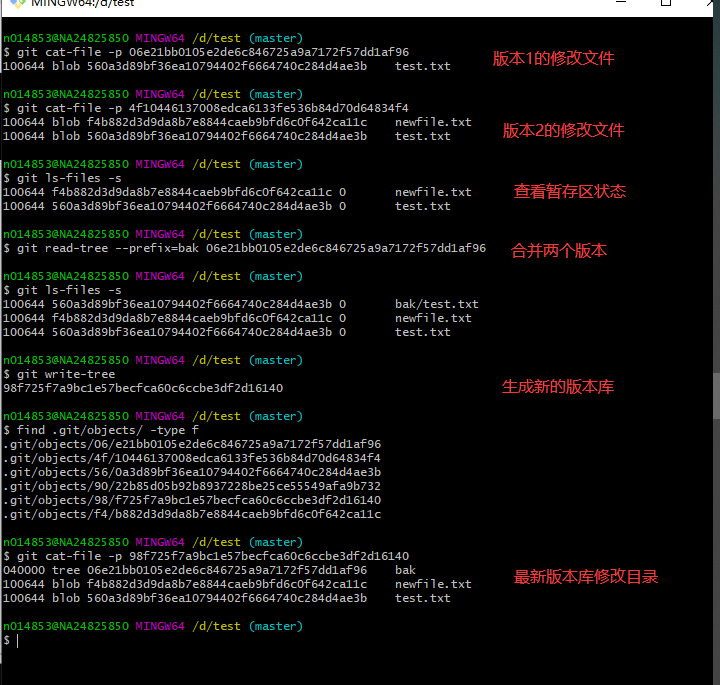 MINGW64:/d/test
n014853@NA24825850 MINGW64 /d/test (master)
$ git cat-file -p 06e21bb0105e2de6c846725a9a7172f57dd1af96
100644 blob 560a3d89bf36ea10794402f6664740c284d4ae3b    test.txt
版本1的修改文件
n014853@NA24825850 MINGW64 /d/test (master)
$ git cat-file -p 4f10446137008edca6133fe536b84d70d64834f4
100644 blob f4b882d3d9da8b7e8844caeb9bfd6c0f642ca11c    newfile.txt
100644 blob 560a3d89bf36ea10794402f6664740c284d4ae3b    test.txt
版本2的修改文件
n014853@NA24825850 MINGW64 /d/test (master)
$ git ls-files -s
100644 f4b882d3d9da8b7e8844caeb9bfd6c0f642ca11c 0       newfile.txt
100644 560a3d89bf36ea10794402f6664740c284d4ae3b 0       test.txt
查看暂存区状态
n014853@NA24825850 MINGW64 /d/test (master)
$ git read-tree --prefix=bak 06e21bb0105e2de6c846725a9a7172f57dd1af96
合并两个版本
n014853@NA24825850 MINGW64 /d/test (master)
$ git ls-files -s
100644 560a3d89bf36ea10794402f6664740c284d4ae3b 0       bak/test.txt
100644 f4b882d3d9da8b7e8844caeb9bfd6c0f642ca11c 0       newfile.txt
100644 560a3d89bf36ea10794402f6664740c284d4ae3b 0       test.txt
n014853@NA24825850 MINGW64 /d/test (master)
$ git write-tree
98f725f7a9bc1e57becfca60c6ccbe3df2d16140
生成新的版本库
n014853@NA24825850 MINGW64 /d/test (master)
$ find .git/objects/ -type f
.git/objects/06/e21bb0105e2de6c846725a9a7172f57dd1af96
.git/objects/4f/10446137008edca6133fe536b84d70d64834f4
.git/objects/56/0a3d89bf36ea10794402f6664740c284d4ae3b
.git/objects/90/22b85d05b92b8937228be25ce55549afa9b732
.git/objects/98/f725f7a9bc1e57becfca60c6ccbe3df2d16140
.git/objects/f4/b882d3d9da8b7e8844caeb9bfd6c0f642ca11c
n014853@NA24825850 MINGW64 /d/test (master)
$ git cat-file -p 98f725f7a9bc1e57becfca60c6ccbe3df2d16140
040000 tree 06e21bb0105e2de6c846725a9a7172f57dd1af96    bak
100644 blob f4b882d3d9da8b7e8844caeb9bfd6c0f642ca11c    newfile.txt
100644 blob 560a3d89bf36ea10794402f6664740c284d4ae3b    test.txt
最新版本库修改目录
n014853@NA24825850 MINGW64 /d/test (master)
$